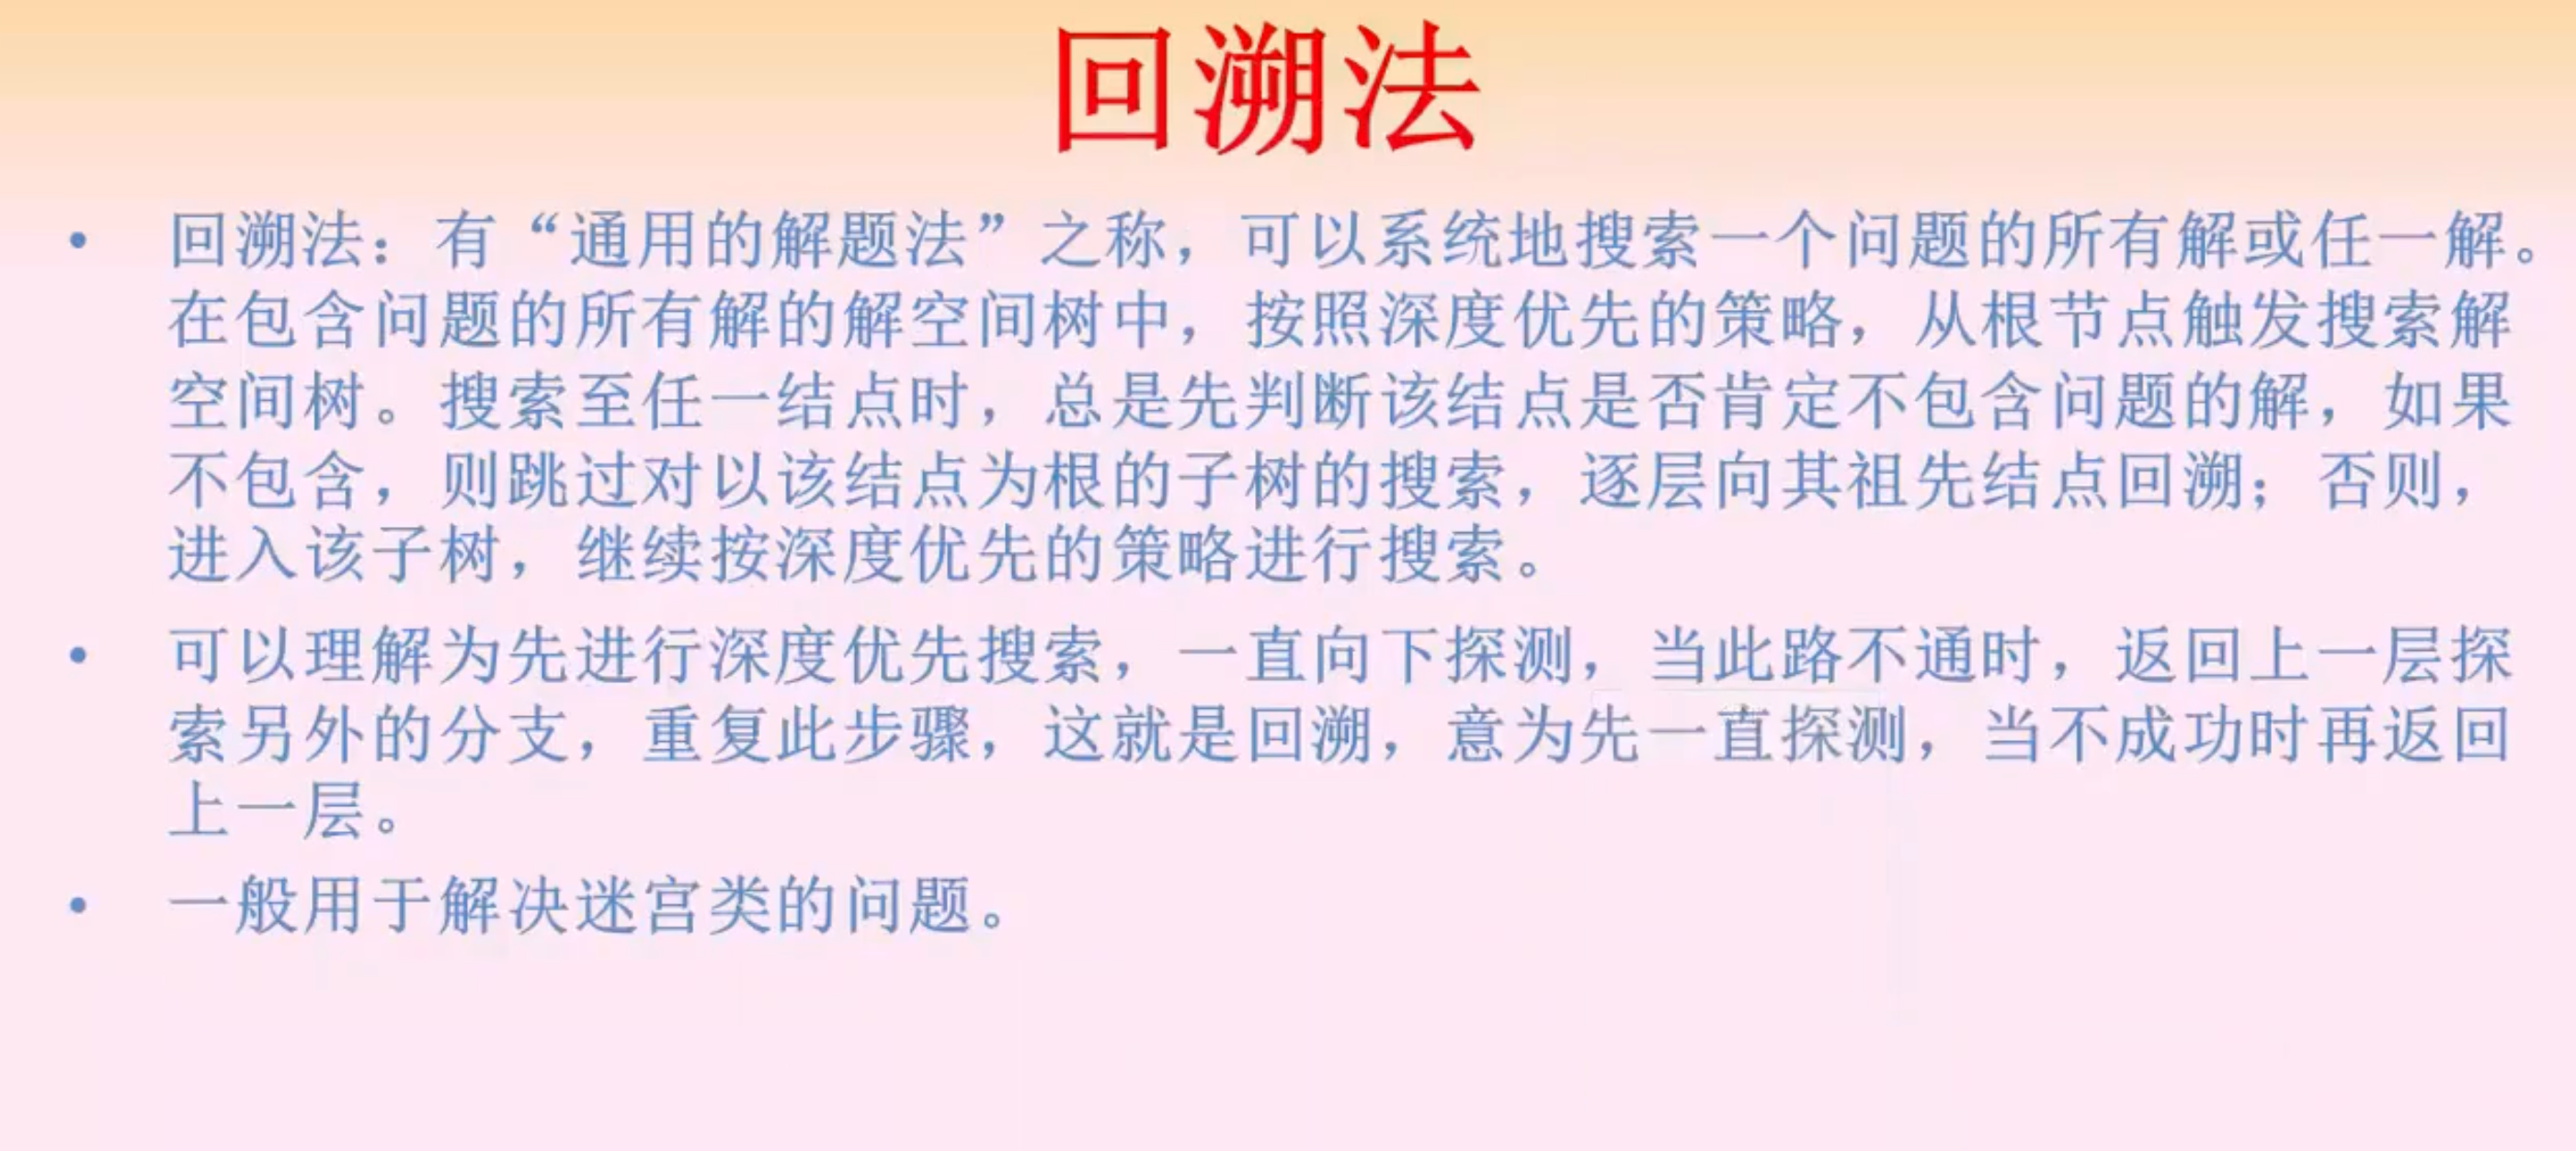 回溯法
• 回溯法：有“通用的解题法”之称，可以系统地搜索一个问题的所有解或任一解。
在包含问题的所有解的解空间树中，按照深度优先的策略，从根节点触发搜索解
空间树。搜索至任一结点时，总是先判断该结点是否肯定不包含问题的解，如果
不包含，则跳过对以该结点为根的子树的搜索，逐层向其祖先结点回溯；否则，
进入该子树，继续按深度优先的策略进行搜索。
• 可以理解为先进行深度优先搜索，一直向下探测，当此路不通时，返回上一层探
索另外的分支，重复此步骤，这就是回溯，意为先一直探测，当不成功时再返回
上一层。
• 一般用于解决迷宫类的问题。